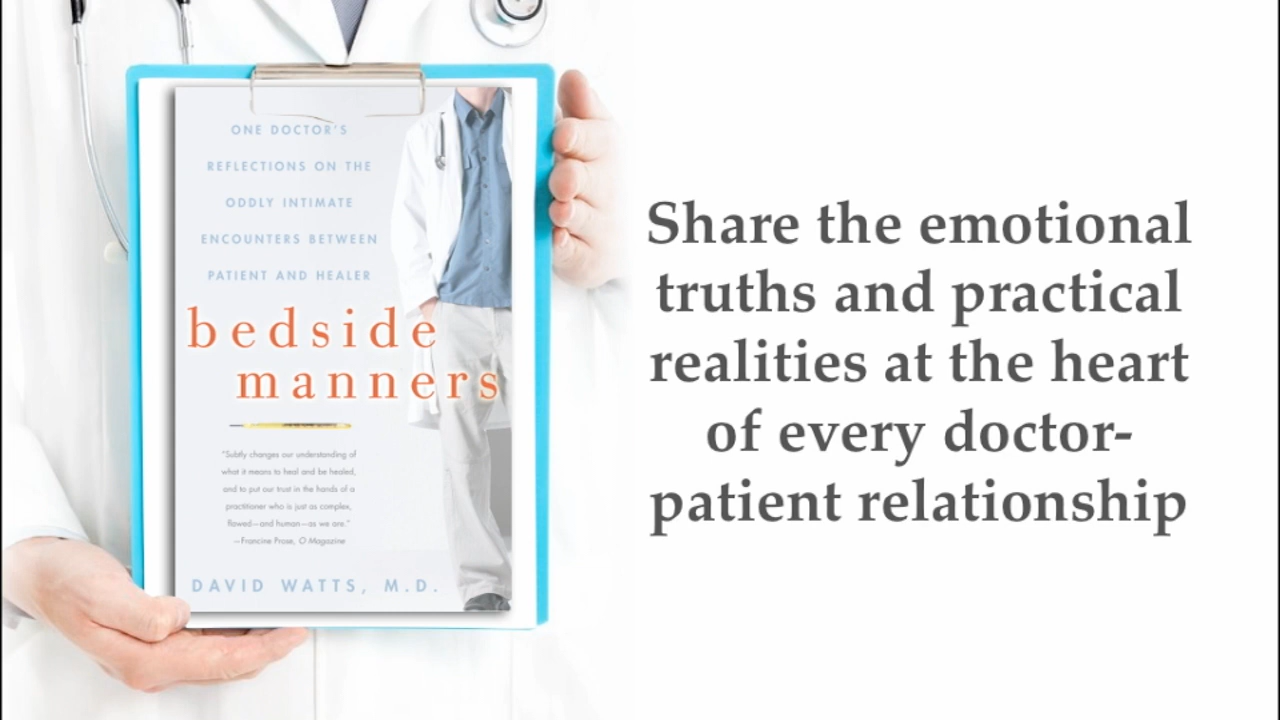 ONE DOCTOR'S
REFLECTIONS ON THE
ODDLY INTIMATE
ENCOUNTERS BETWEEN
PATIENT AND HEALER
bedside
manners
"Subtly changes our understanding of
what it means to heal and be healed,
and to put our trust in the hands of a
practitioner who is just as complex,
flawed—and human—as we are."
—Francine Prose, O Magazine
DAVID WATTS, M.D.
Share the emotional
truths and practical
realities at the heart
of every doctor-
patient relationship